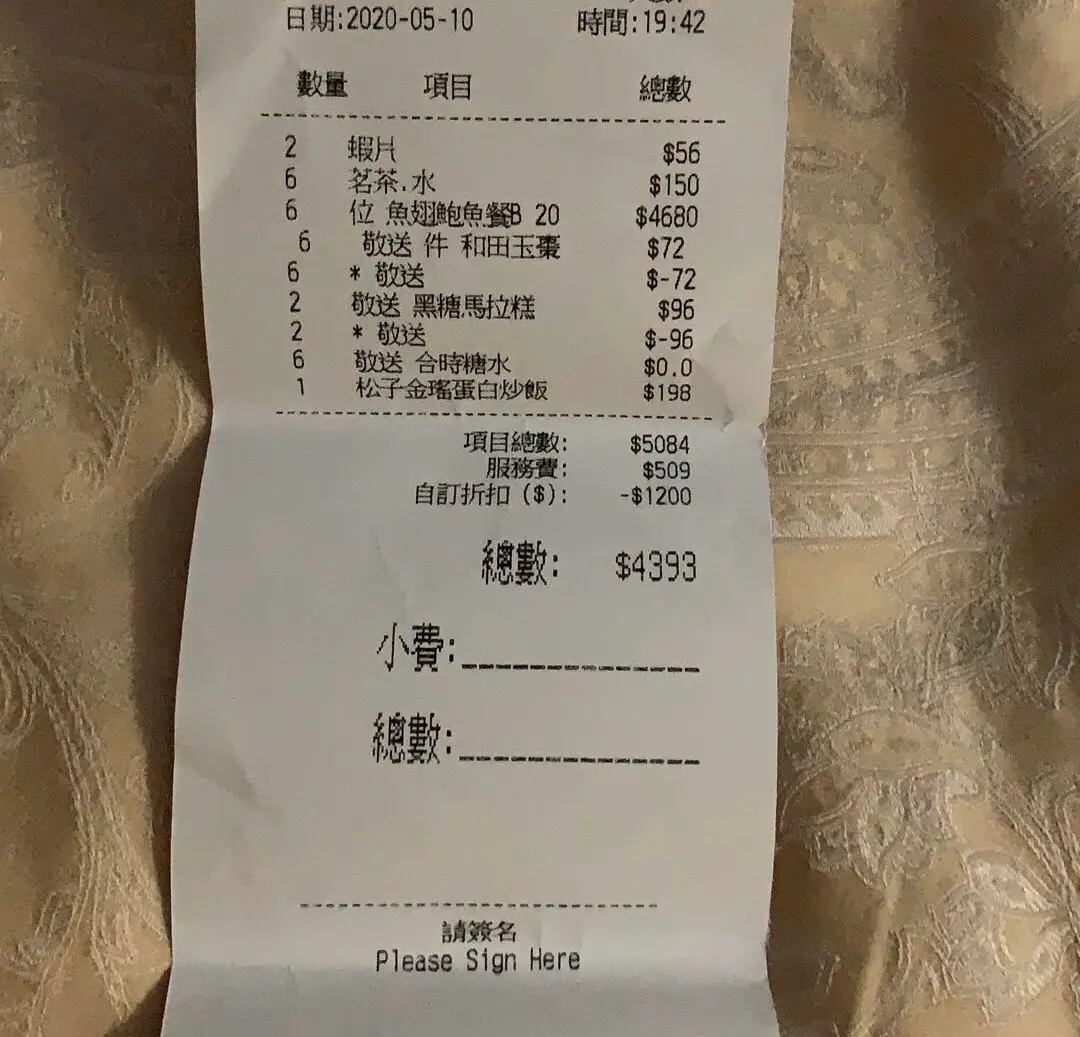 日期:2020-05-10 時間:19:42
數量 項目 總數
2 蝦片 $56
6 茗茶.水 $150
6 位 魚翅鮑魚餐B 20 $4680
6 敬送 件 和田玉棗 $72
6 * 敬送 $-72
2 敬送 黑糖馬拉糕 $96
2 * 敬送 $-96
6 敬送 合時糖水 $0.0
1 松子金瑤蛋白炒飯 $198
項目總數: $5084
服務費: $509
自訂折扣($): -$1200
總數: $4393
小費:
總數:
請簽名
Please Sign Here